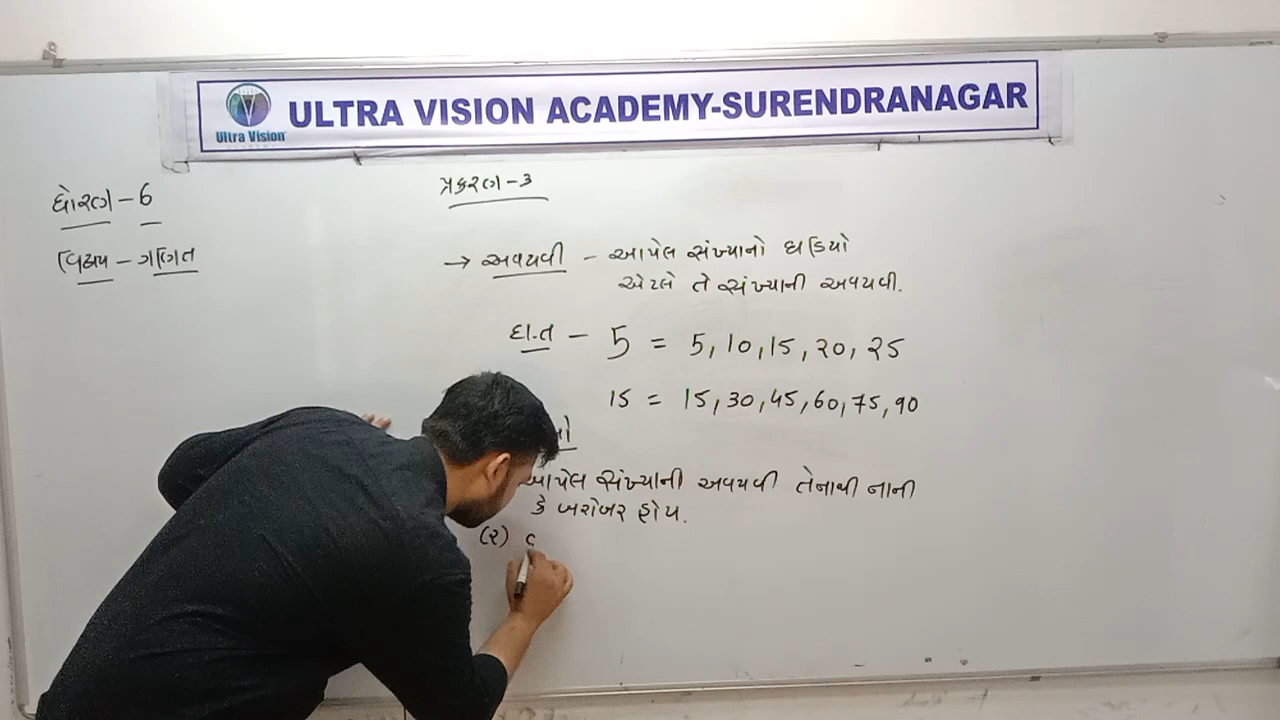 ULTRA VISION ACADEMY-SURENDRANAGAR
Ultra Vision
ધોરણ - 6
વિષય - ગણિત
પ્રકરણ - ૩
→ અવયવી - આપેલ સંખ્યાનો ઘડિયો
એટલે તે સંખ્યાની અવયવી.
દા.ત - 5 = 5, 10, 15, 20, 25
15 = 15, 30, 45, 60, 75, 90
આપેલ સંખ્યાની અવયવી તેનાથી નાની
કે બરોબર હોય.
(૨)